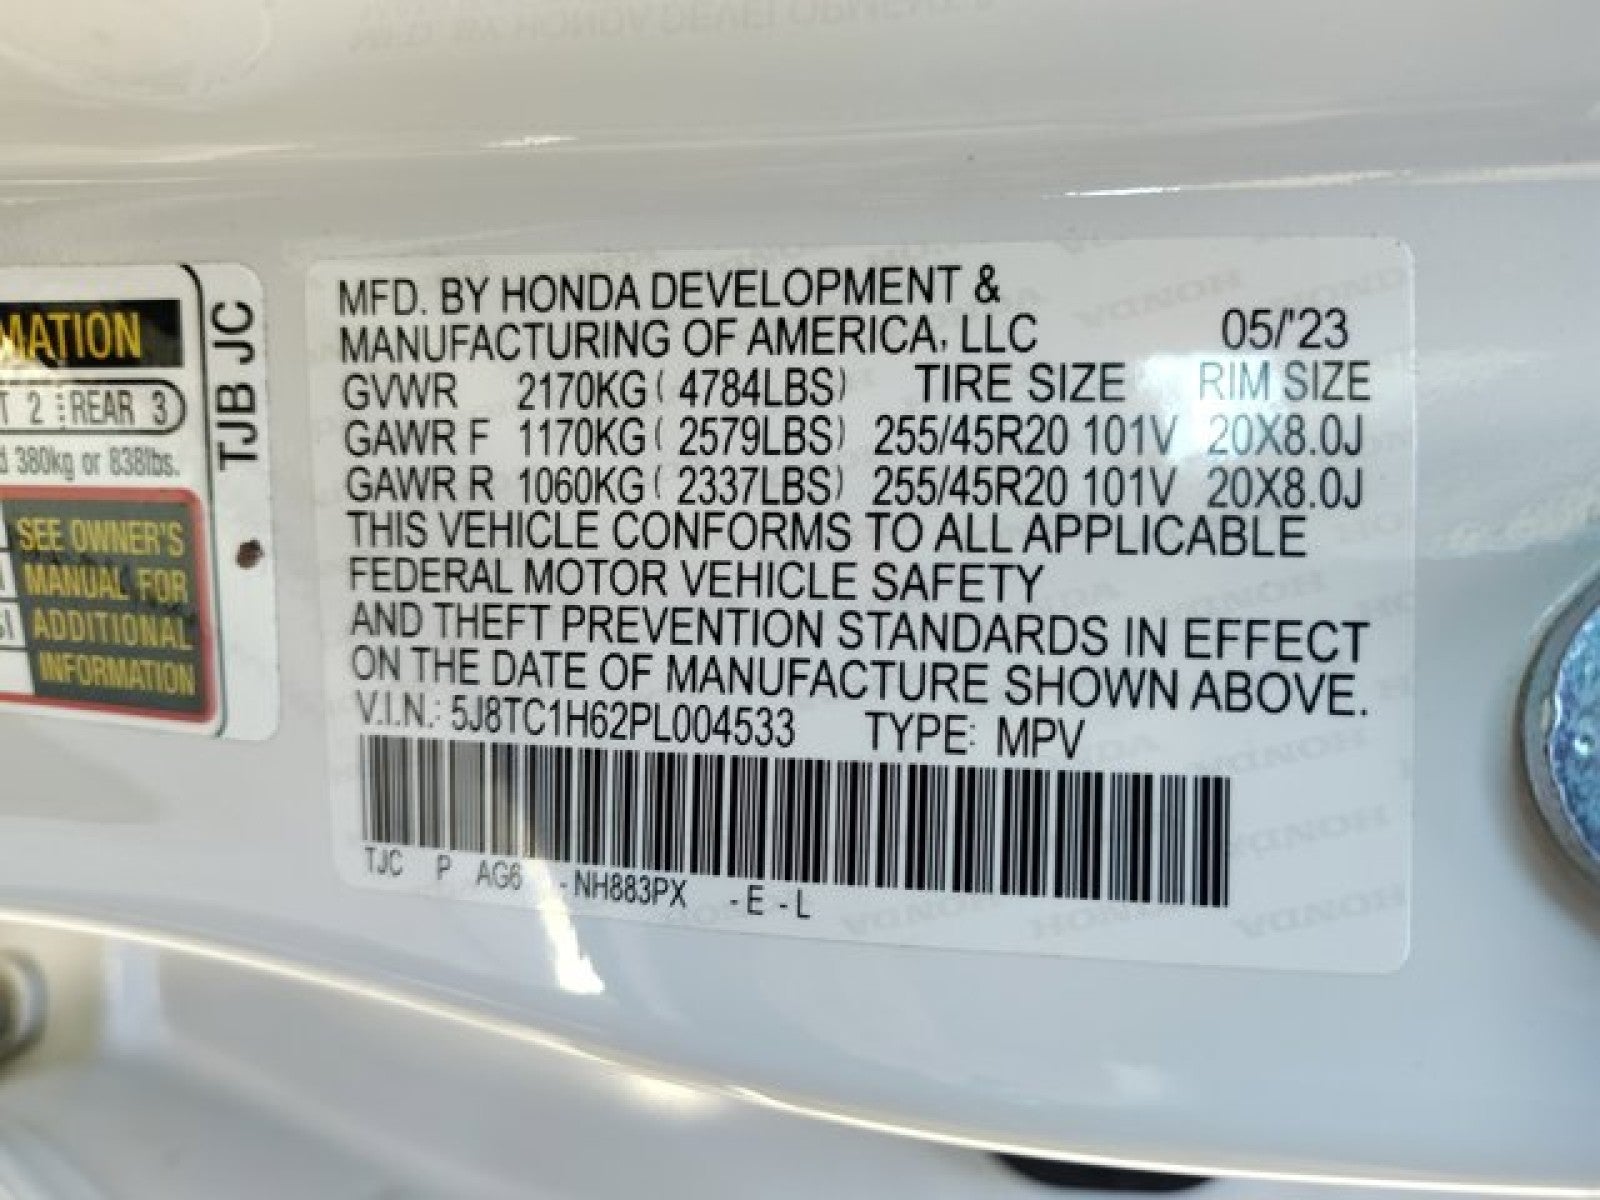 MATION
T 2 REAR 3
d 380kg or 838lbs.
SEE OWNER'S
MANUAL FOR
ADDITIONAL
INFORMATION
TJB JC
MFD. BY HONDA DEVELOPMENT &
MANUFACTURING OF AMERICA, LLC 05/'23
GVWR 2170KG ( 4784LBS) TIRE SIZE RIM SIZE
GAWR F 1170KG ( 2579LBS) 255/45R20 101V 20X8.0J
GAWR R 1060KG ( 2337LBS) 255/45R20 101V 20X8.0J
THIS VEHICLE CONFORMS TO ALL APPLICABLE
FEDERAL MOTOR VEHICLE SAFETY
AND THEFT PREVENTION STANDARDS IN EFFECT
ON THE DATE OF MANUFACTURE SHOWN ABOVE.
V.I.N.: 5J8TC1H62PL004533 TYPE: MPV
TJC P AG6 -NH883PX -E -L